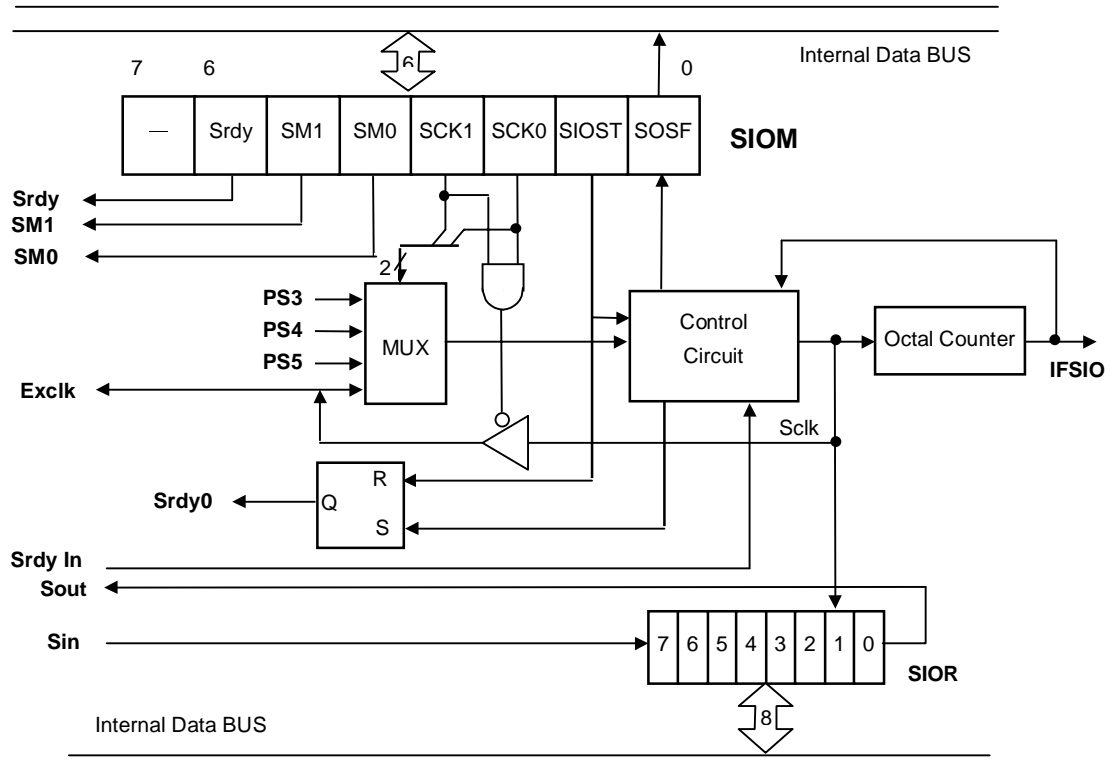 Internal Data BUS
7 6 6 0
— Srdy SM1 SM0 SCK1 SCK0 SIOST SOSF
SIOM
Srdy
SM1
SM0
2
PS3
PS4
PS5
Exclk
MUX
Control
Circuit
Octal Counter
IFSIO
Sclk
R
Srdy0
Q
S
Srdy In
Sout
Sin
7 6 5 4 3 2 1 0
SIOR
8
Internal Data BUS